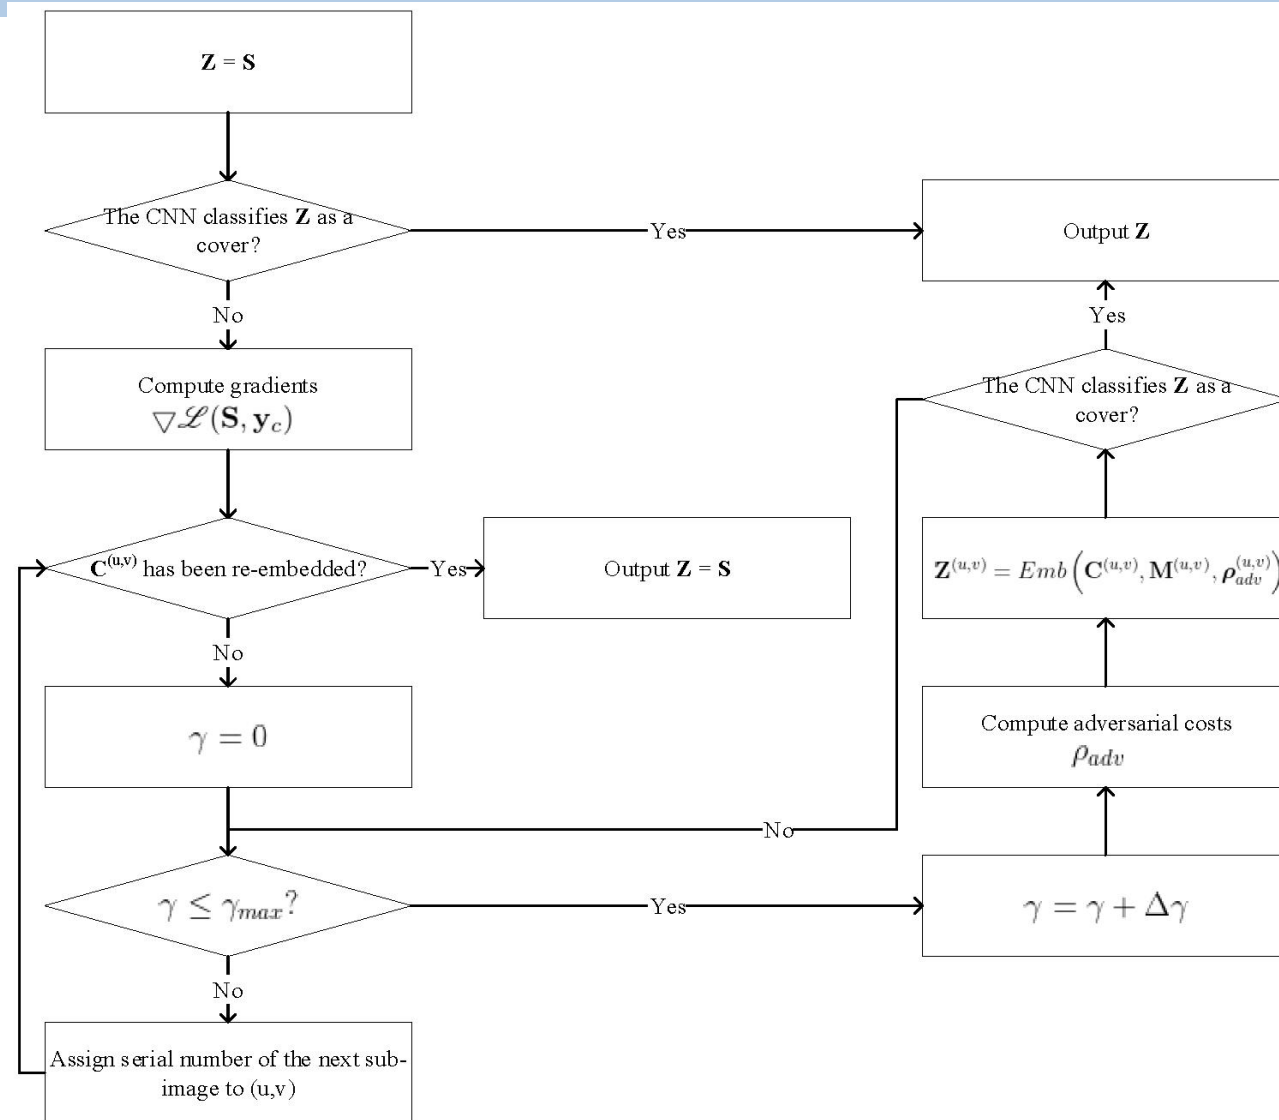 Z = S
The CNN classifies Z as a
cover?
Yes
Output Z
No
Yes
Compute gradients
▽ℒ(S, y_c)
The CNN classifies Z as a
cover?
C^(u,v) has been re-embedded?
Yes
Output Z = S
Z^(u,v) = Emb(C^(u,v), M^(u,v), ρ_adv^(u,v))
No
γ = 0
Compute adversarial costs
ρ_adv
No
γ ≤ γ_max?
Yes
γ = γ + Δγ
No
Assign serial number of the next sub-
image to (u,v)